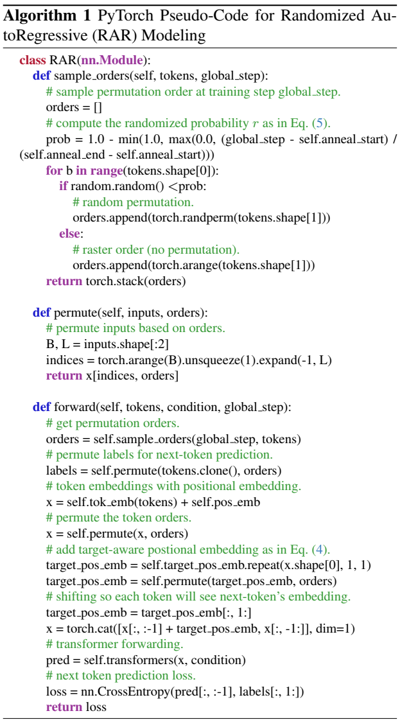 Algorithm 1 PyTorch Pseudo-Code for Randomized Au-
toRegressive (RAR) Modeling
class RAR(nn.Module):
def sample_orders(self, tokens, global_step):
# sample permutation order at training step global_step.
orders = []
# compute the randomized probability r as in Eq. (5).
prob = 1.0 - min(1.0, max(0.0, (global_step - self.anneal_start) /
(self.anneal_end - self.anneal_start)))
for b in range(tokens.shape[0]):
if random.random() <prob:
# random permutation.
orders.append(torch.randperm(tokens.shape[1]))
else:
# raster order (no permutation).
orders.append(torch.arange(tokens.shape[1]))
return torch.stack(orders)
def permute(self, inputs, orders):
# permute inputs based on orders.
B, L = inputs.shape[:2]
indices = torch.arange(B).unsqueeze(1).expand(-1, L)
return x[indices, orders]
def forward(self, tokens, condition, global_step):
# get permutation orders.
orders = self.sample_orders(global_step, tokens)
# permute labels for next-token prediction.
labels = self.permute(tokens.clone(), orders)
# token embeddings with positional embedding.
x = self.tok_emb(tokens) + self.pos_emb
# permute the token orders.
x = self.permute(x, orders)
# add target-aware postional embedding as in Eq. (4).
target_pos_emb = self.target_pos_emb.repeat(x.shape[0], 1, 1)
target_pos_emb = self.permute(target_pos_emb, orders)
# shifting so each token will see next-token's embedding.
target_pos_emb = target_pos_emb[:, 1:]
x = torch.cat([x[:, :-1] + target_pos_emb, x[:, -1:]], dim=1)
# transformer forwarding.
pred = self.transformers(x, condition)
# next token prediction loss.
loss = nn.CrossEntropy(pred[:, :-1], labels[:, 1:])
return loss